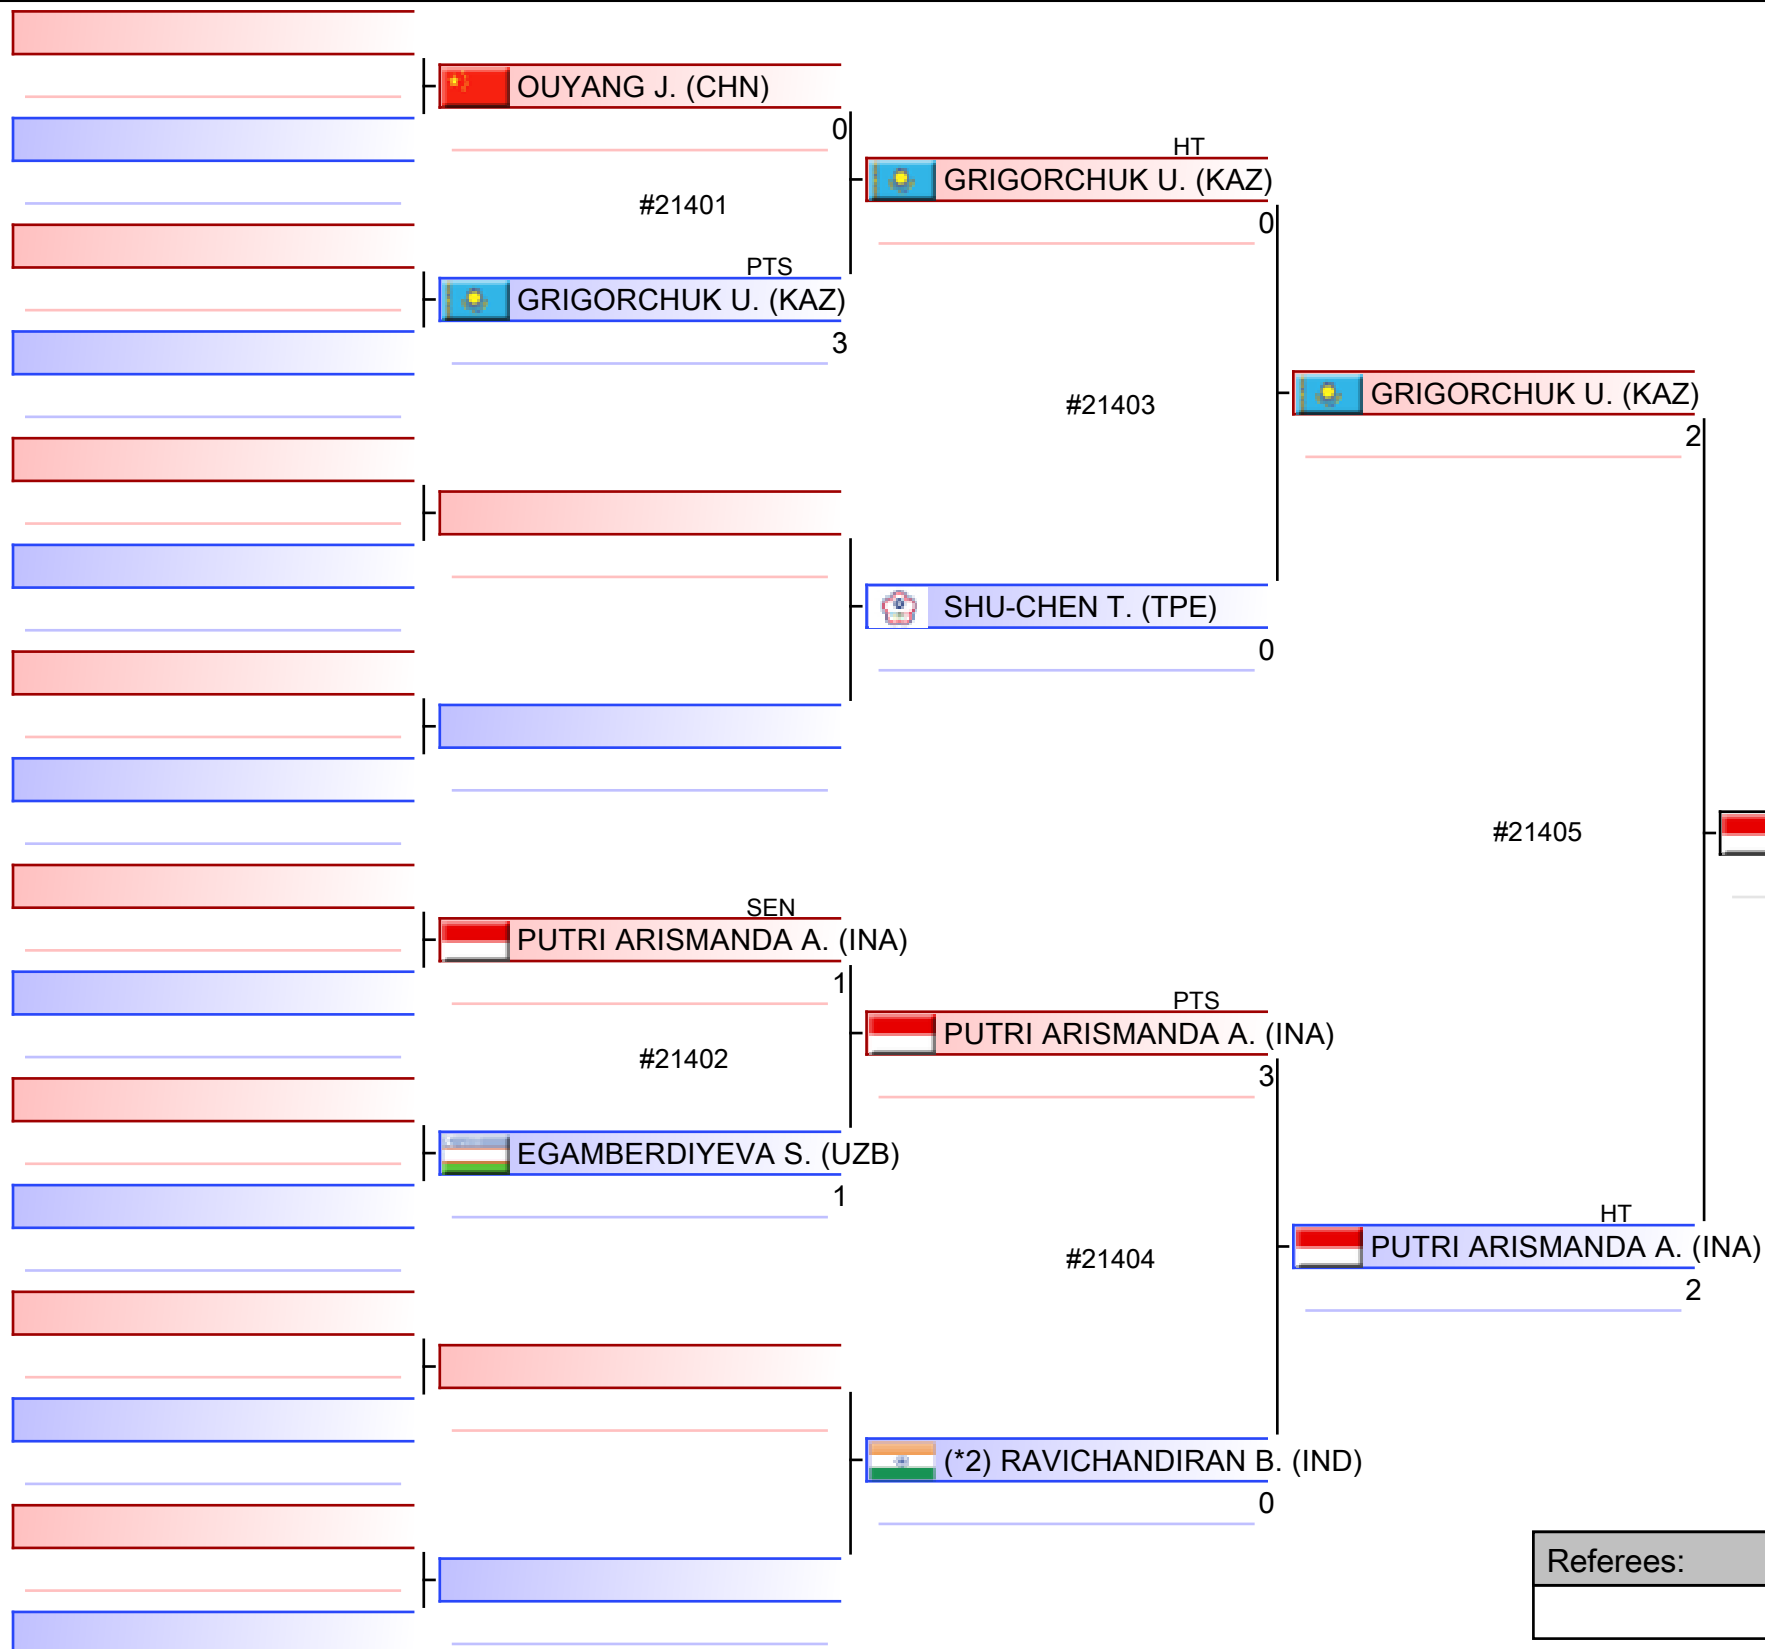 OUYANG J. (CHN)
0
#21401
PTS
GRIGORCHUK U. (KAZ)
3
HT
GRIGORCHUK U. (KAZ)
0
#21403
SHU-CHEN T. (TPE)
0
GRIGORCHUK U. (KAZ)
2
#21405
SEN
PUTRI ARISMANDA A. (INA)
1
#21402
EGAMBERDIYEVA S. (UZB)
1
PTS
PUTRI ARISMANDA A. (INA)
3
#21404
(*2) RAVICHANDIRAN B. (IND)
0
HT
PUTRI ARISMANDA A. (INA)
2
Referees: